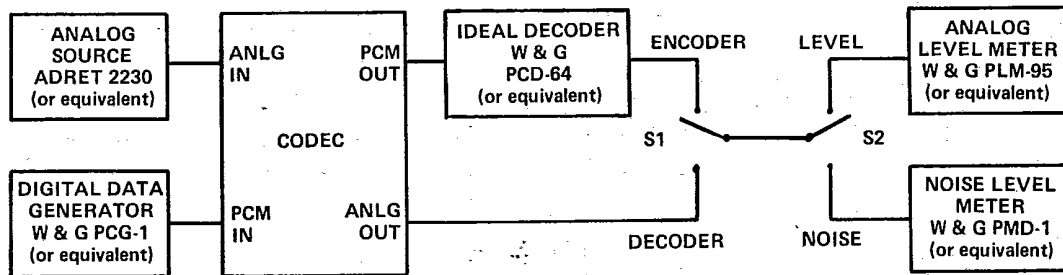 ANALOG
SOURCE
ADRET 2230
(or equivalent)
ANLG
IN
PCM
OUT
CODEC
PCM
IN
ANLG
OUT
DIGITAL DATA
GENERATOR
W & G PCG-1
(or equivalent)
IDEAL DECODER
W & G
PCD-64
(or equivalent)
ENCODER
LEVEL
S1
S2
DECODER
NOISE
ANALOG
LEVEL METER
W & G PLM-95
(or equivalent)
NOISE LEVEL
METER
W & G PMD-1
(or equivalent)